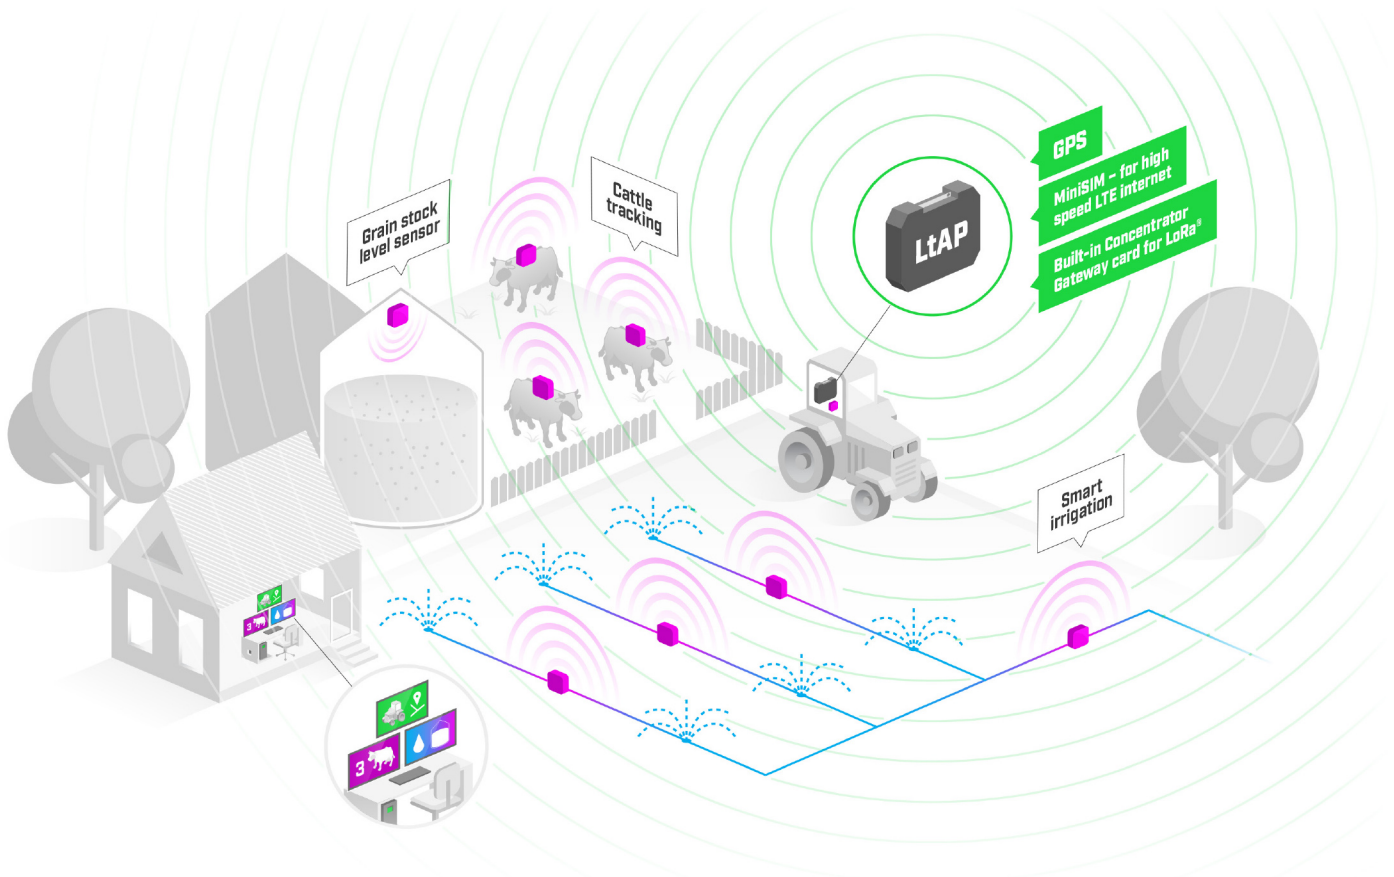 Grain stock
level sensor
Cattle
tracking
LtAP
GPS
MiniSIM – for high
speed LTE internet
Built-in Concentrator
Gateway card for LoRa®
Smart
irrigation
3
3